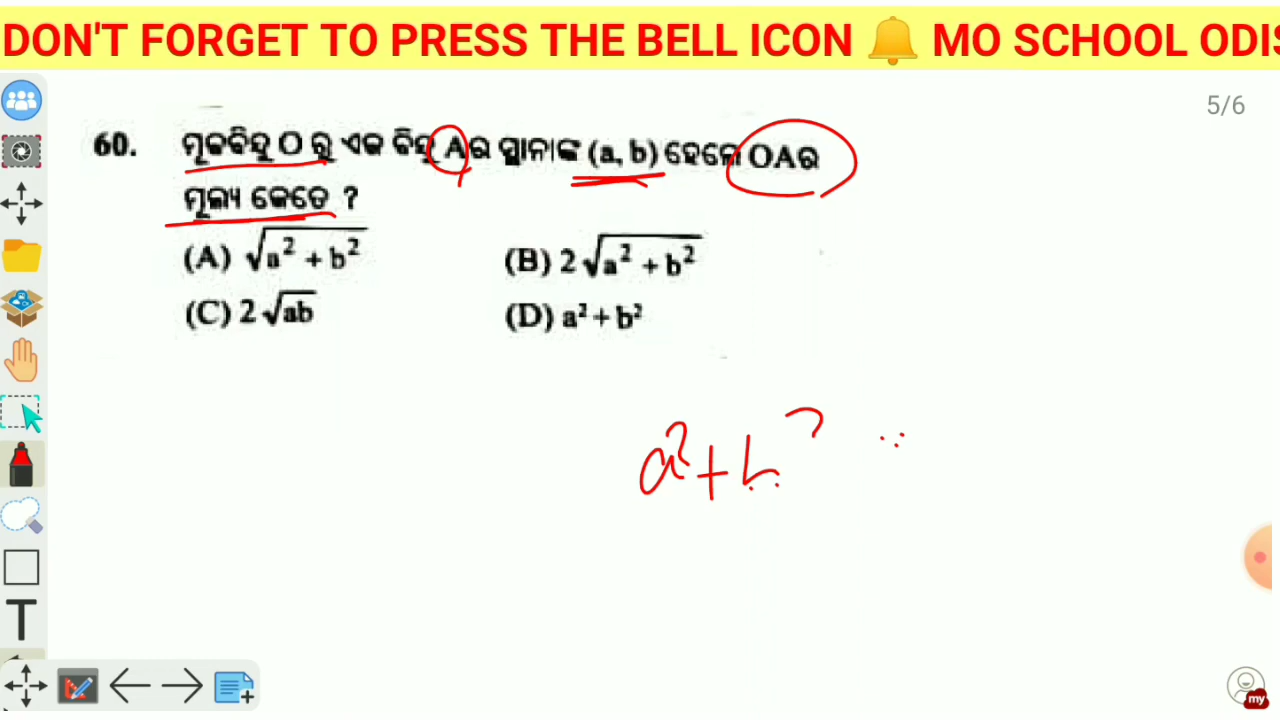 DON'T FORGET TO PRESS THE BELL ICON 🔔 MO SCHOOL ODIS
5/6
60. ମୂଳବିନ୍ଦୁ O ରୁ ଏକ ବିନ୍ଦୁ Aର ସ୍ଥାନାଙ୍କ (a, b) ହେଲେ OAର
ମୂଲ୍ୟ କେତେ ?
(A) √a² + b² (B) 2√a² + b²
(C) 2√ab (D) a² + b²
a² + b²
T
my